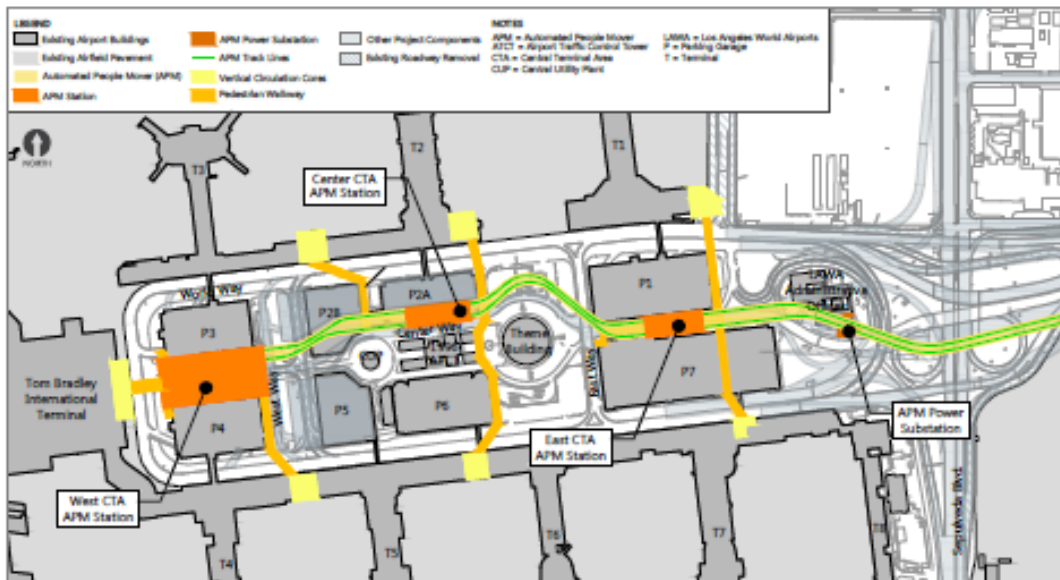 LEGEND
Existing Airport Buildings
Existing Airfield Pavement
Automated People Mover (APM)
APM Station
APM Power Substation
APM Track Lines
Vertical Circulation Cores
Pedestrian Walkway
Other Project Components
Existing Roadway Removal
NOTES
APM = Automated People Mover
ATCT = Airport Traffic Control Tower
CTA = Central Terminal Area
CUP = Central Utility Plant
LAWA = Los Angeles World Airports
P = Parking Garage
T = Terminal
NORTH
T3
T2
T1
Center CTA
APM Station
World Way
P3
P2B
P2A
Center Way
Theme
Building
P1
LAWA
Administrative
Tom Bradley
International
Terminal
West Way
East Way
P4
P5
P6
P7
West CTA
APM Station
East CTA
APM Station
APM Power
Substation
Sepulveda Blvd.
T4
T5
T6
T7
T8